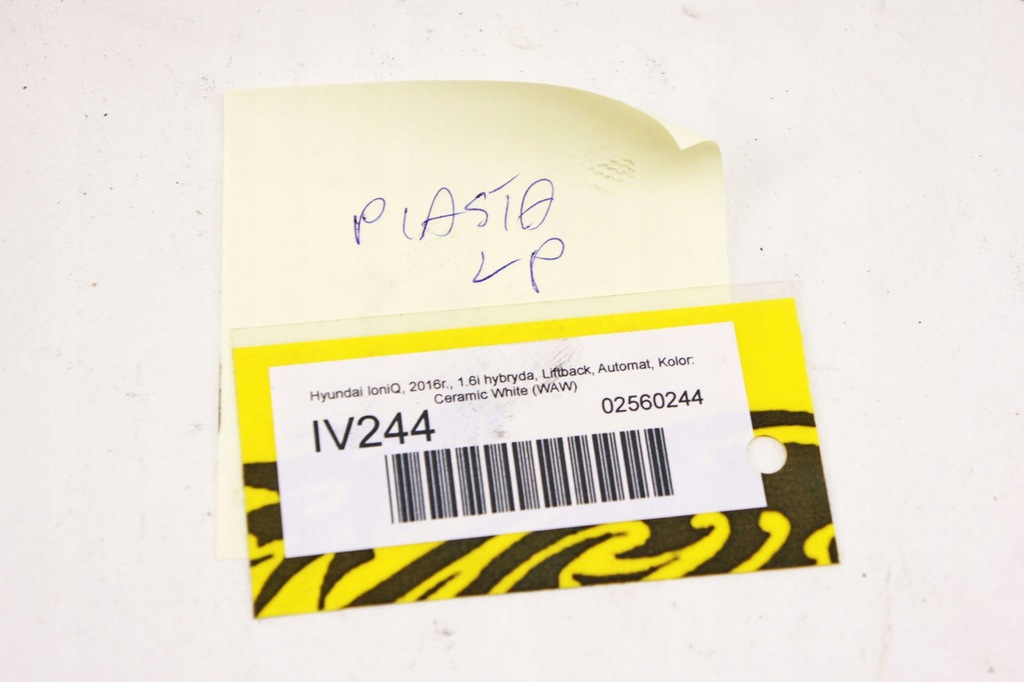 PIASTA
LP
Hyundai IoniQ, 2016r., 1.6i hybryda, Liftback, Automat, Kolor:
Ceramic White (WAW)
IV244
02560244